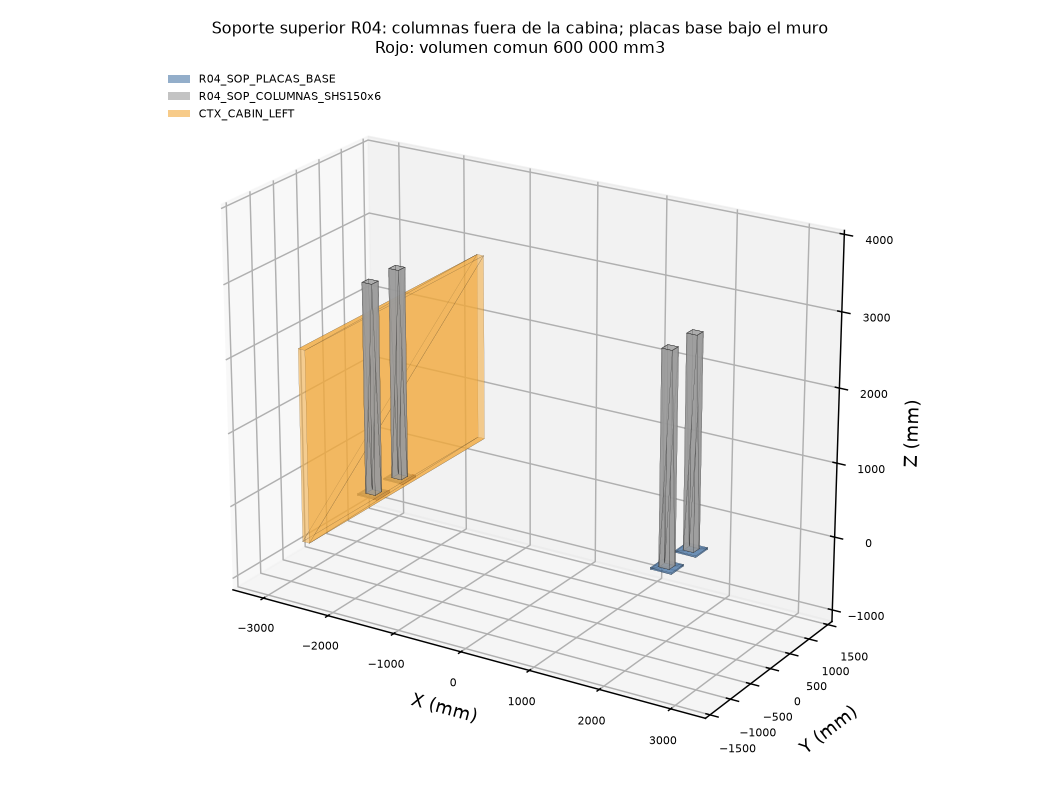 Soporte superior R04: columnas fuera de la cabina; placas base bajo el muro
Rojo: volumen comun 600 000 mm3
R04_SOP_PLACAS_BASE
R04_SOP_COLUMNAS_SHS150x6
CTX_CABIN_LEFT
4000
3000
2000
1000
0
−1000
Z (mm)
−3000
−2000
−1000
0
1000
2000
3000
X (mm)
1500
1000
500
0
−500
−1000
−1500
Y (mm)